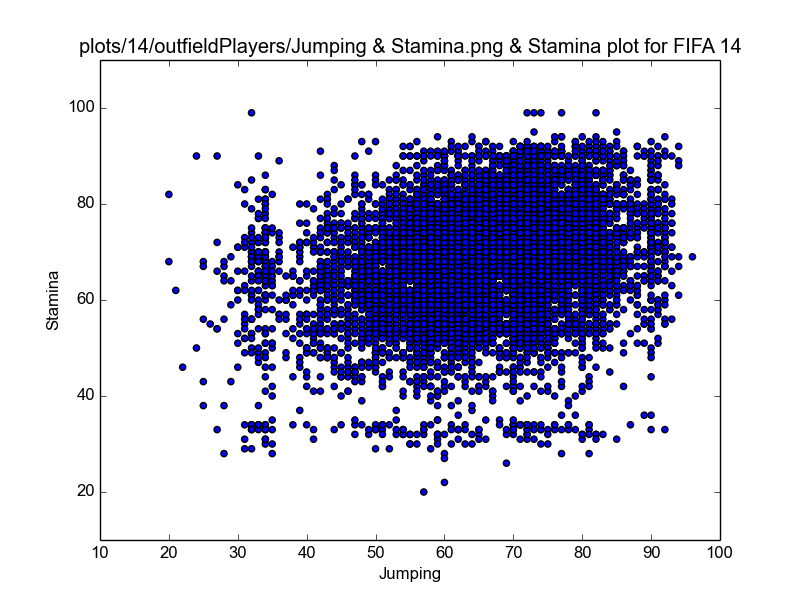 plots/14/outfieldPlayers/Jumping & Stamina.png & Stamina plot for FIFA 14
100
80
60
40
20
Stamina
10 20 30 40 50 60 70 80 90 100
Jumping